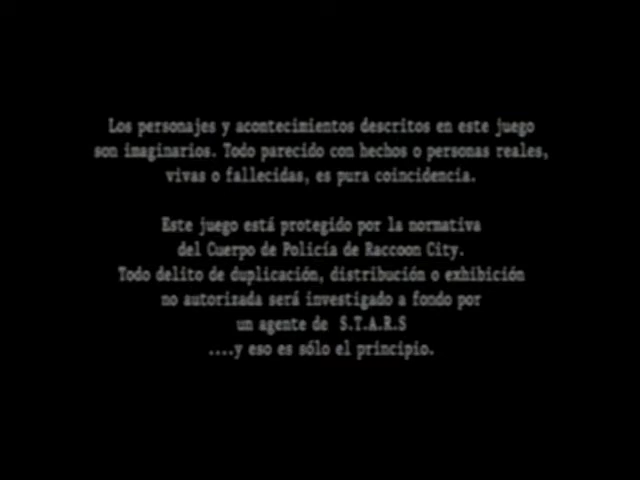 Los personajes y acontecimientos descritos en este juego
son imaginarios. Todo parecido con hechos o personas reales,
vivas o fallecidas, es pura coincidencia.
Este juego está protegido por la normativa
del Cuerpo de Policía de Raccoon City.
Todo delito de duplicación, distribución o exhibición
no autorizada será investigado a fondo por
un agente de S.T.A.R.S
....y eso es sólo el principio.